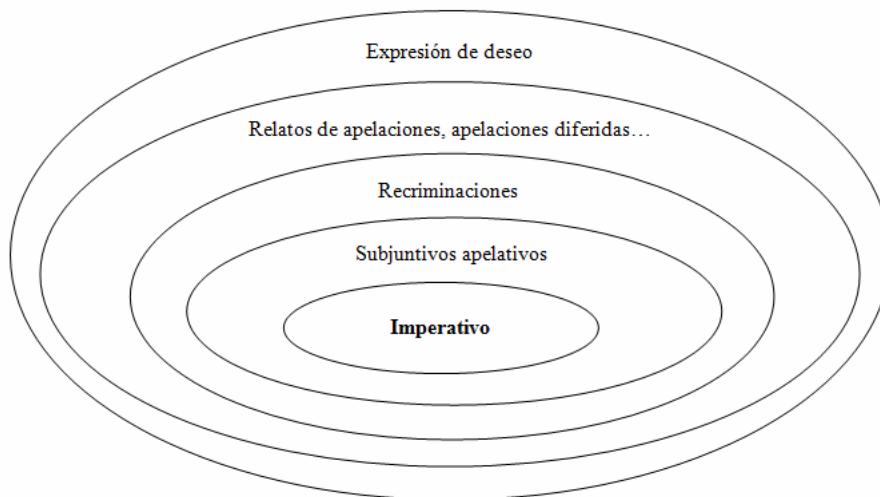 Expresión de deseo
Relatos de apelaciones, apelaciones diferidas…
Recriminaciones
Subjuntivos apelativos
Imperativo